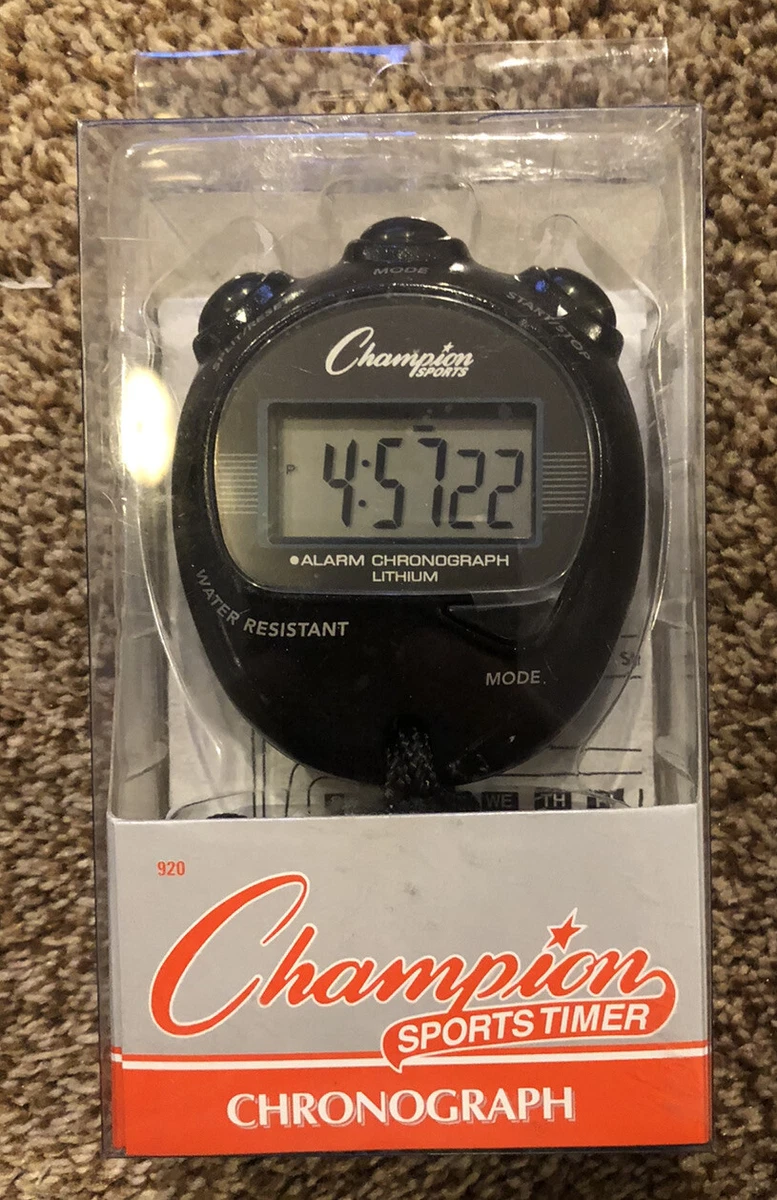 MODE
SPLIT/RESET
START/STOP
Champion
SPORTS
P
4:5722
ALARM CHRONOGRAPH
LITHIUM
WATER RESISTANT
MODE
WE TH
920
Champion
SPORTS TIMER
CHRONOGRAPH